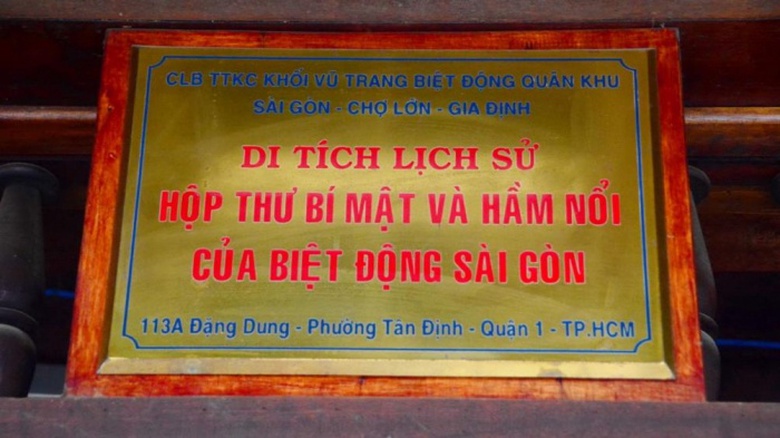 CLB TTKC KHỐI VŨ TRANG BIỆT ĐỘNG QUÂN KHU
SÀI GÒN - CHỢ LỚN - GIA ĐỊNH
DI TÍCH LỊCH SỬ
HỘP THƯ BÍ MẬT VÀ HẦM NỔI
CỦA BIỆT ĐỘNG SÀI GÒN
113A Đặng Dung - Phường Tân Định - Quận 1 - TP.HCM